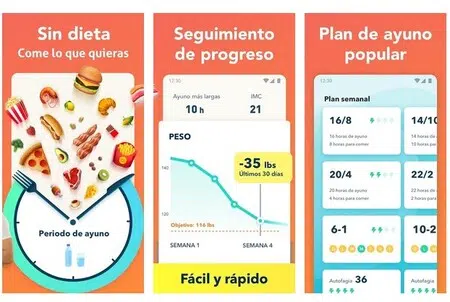 Sin dieta
Come lo que quieras
Periodo de ayuno
Seguimiento
de progreso
12:30
Ayuno más largas
10 h
IMC
21
PESO
-35 lbs
Últimos 30 días
140
120
Objetivo: 116 lbs
SEMANA 1
SEMANA 4
Fácil y rápido
Plan de ayuno
popular
12:30
Plan semanal
16/8
16 horas de ayuno
8 horas para comer
14/10
20/4
20 horas de ayuno
4 horas para comer
22/2
6-1
10-2
Autofagia 36